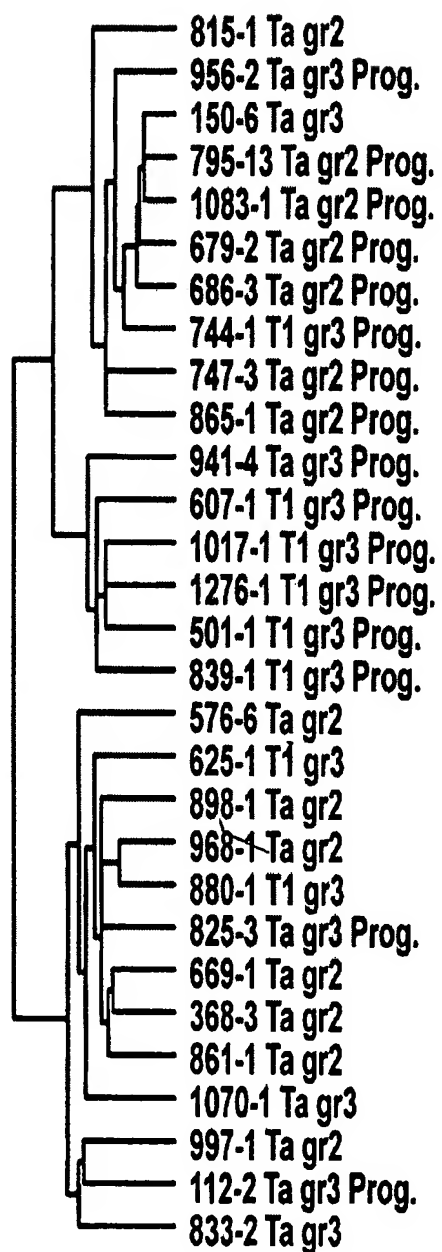 815-1 Ta gr2
956-2 Ta gr3 Prog.
150-6 Ta gr3
795-13 Ta gr2 Prog.
1083-1 Ta gr2 Prog.
679-2 Ta gr2 Prog.
686-3 Ta gr2 Prog.
744-1 T1 gr3 Prog.
747-3 Ta gr2 Prog.
865-1 Ta gr2 Prog.
941-4 Ta gr3 Prog.
607-1 T1 gr3 Prog.
1017-1 T1 gr3 Prog.
1276-1 T1 gr3 Prog.
501-1 T1 gr3 Prog.
839-1 T1 gr3 Prog.
576-6 Ta gr2
625-1 T1 gr3
898-1 Ta gr2
968-1 Ta gr2
880-1 T1 gr3
825-3 Ta gr3 Prog.
669-1 Ta gr2
368-3 Ta gr2
861-1 Ta gr2
1070-1 Ta gr3
997-1 Ta gr2
112-2 Ta gr3 Prog.
833-2 Ta gr3